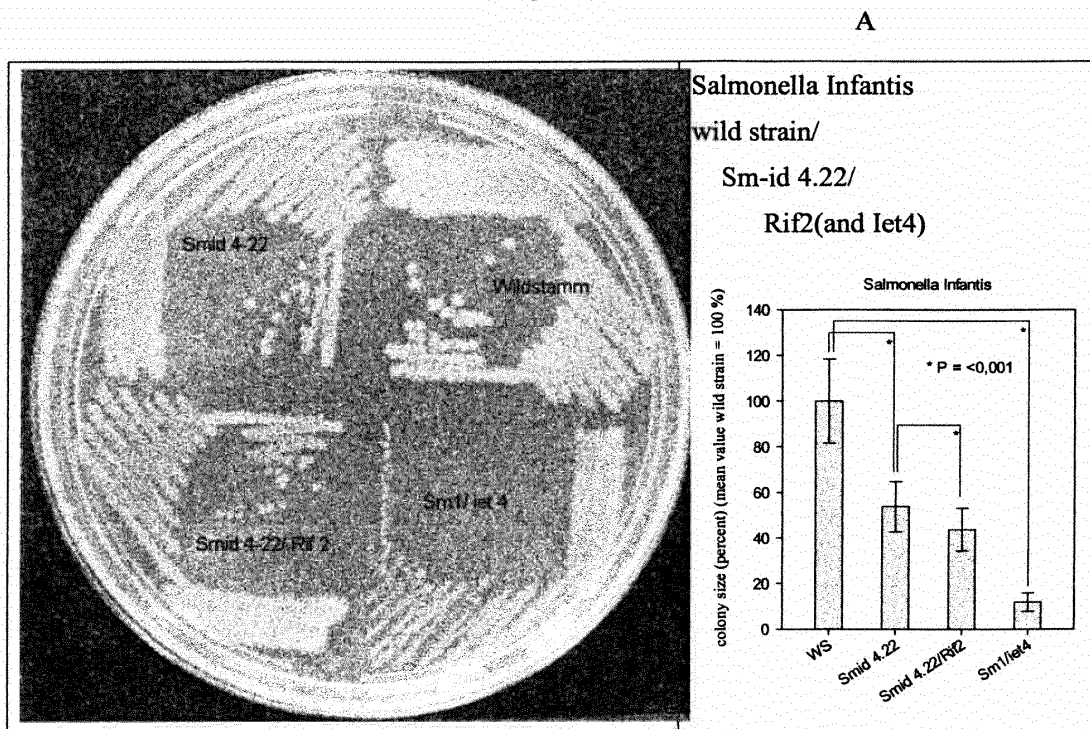 A
Salmonella Infantis
wild strain/
Sm-id 4.22/
Rif2(and Iet4)
Smid 4-22
Wildstamm
Sm1/ iet 4
Smid 4-22/ Rif 2
Salmonella Infantis
colony size (percent) (mean value wild strain = 100 %)
140
120
100
80
60
40
20
0
*
*
*
* P = <0,001
WS
Smid 4.22
Smid 4.22/Rif2
Sm1/iet4